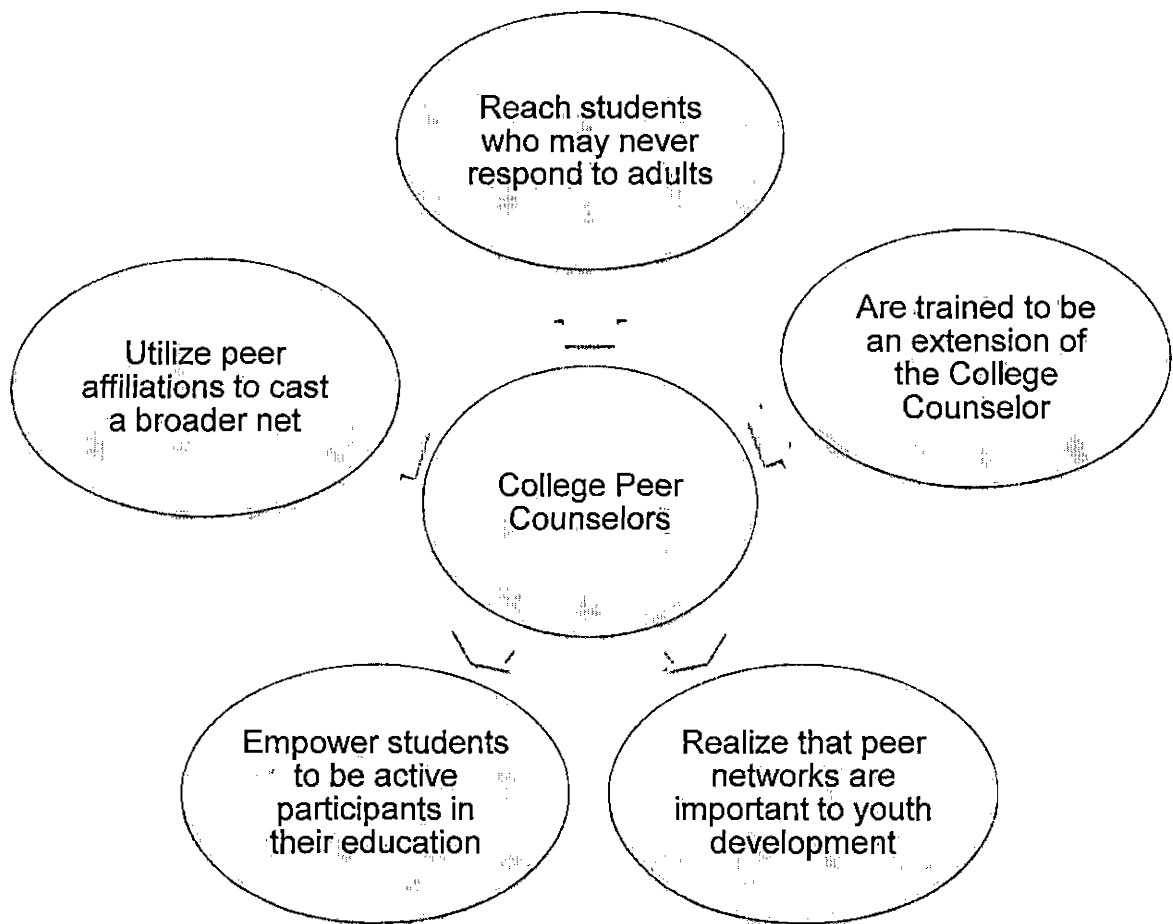 Reach students
who may never
respond to adults
Are trained to be
an extension of
the College
Counselor
Utilize peer
affiliations to cast
a broader net
College Peer
Counselors
Empower students
to be active
participants in
their education
Realize that peer
networks are
important to youth
development